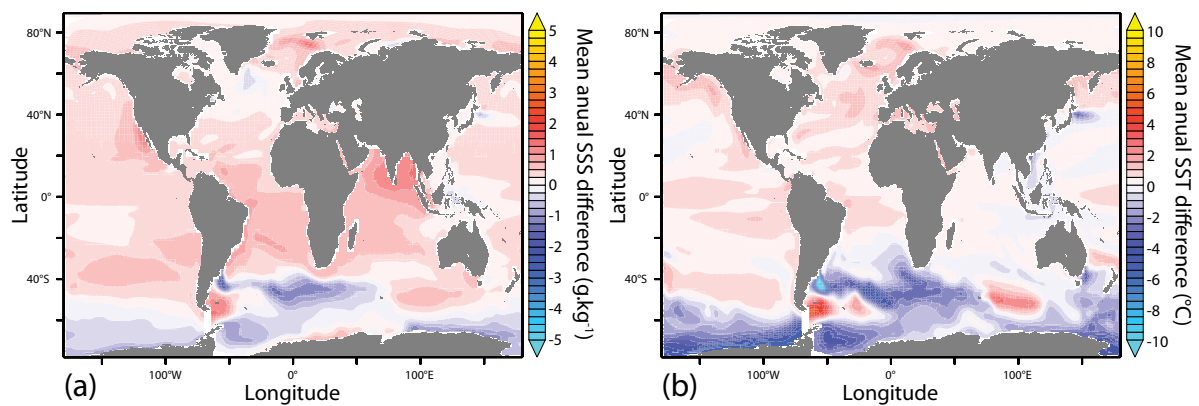 80°N
40°N
0°
40°S
Latitude
100°W
0°
100°E
Longitude
(a)
5
4
3
2
1
0
-1
-2
-3
-4
-5
Mean anual SSS difference (g.kg⁻¹)
80°N
40°N
0°
40°S
Latitude
100°W
0°
100°E
Longitude
(b)
10
8
6
4
2
0
-2
-4
-6
-8
-10
Mean anual SST difference (°C)